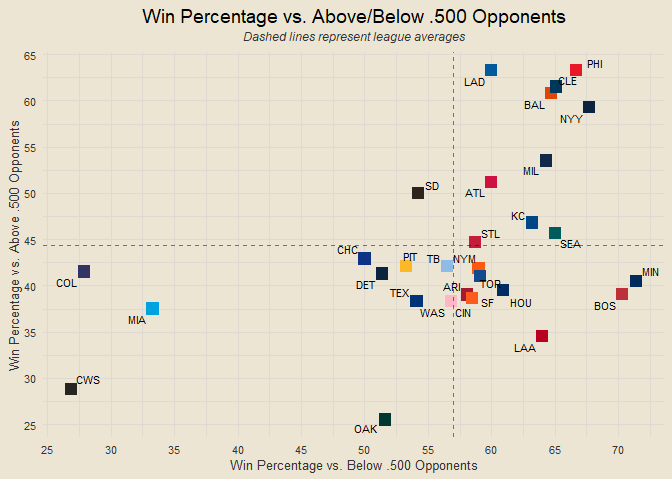 Win Percentage vs. Above/Below .500 Opponents
Dashed lines represent league averages
Win Percentage vs. Above .500 Opponents
65
60
55
50
45
40
35
30
25
PHI
LAD
CLE
BAL
NYY
MIL
SD
ATL
KC
STL
SEA
CHC
PIT
TB
NYM
COL
DET
MIN
TEX
ARI
TOR
MIA
WAS
CIN
SF
HOU
BOS
LAA
CWS
OAK
25
30
35
40
45
50
55
60
65
70
Win Percentage vs. Below .500 Opponents